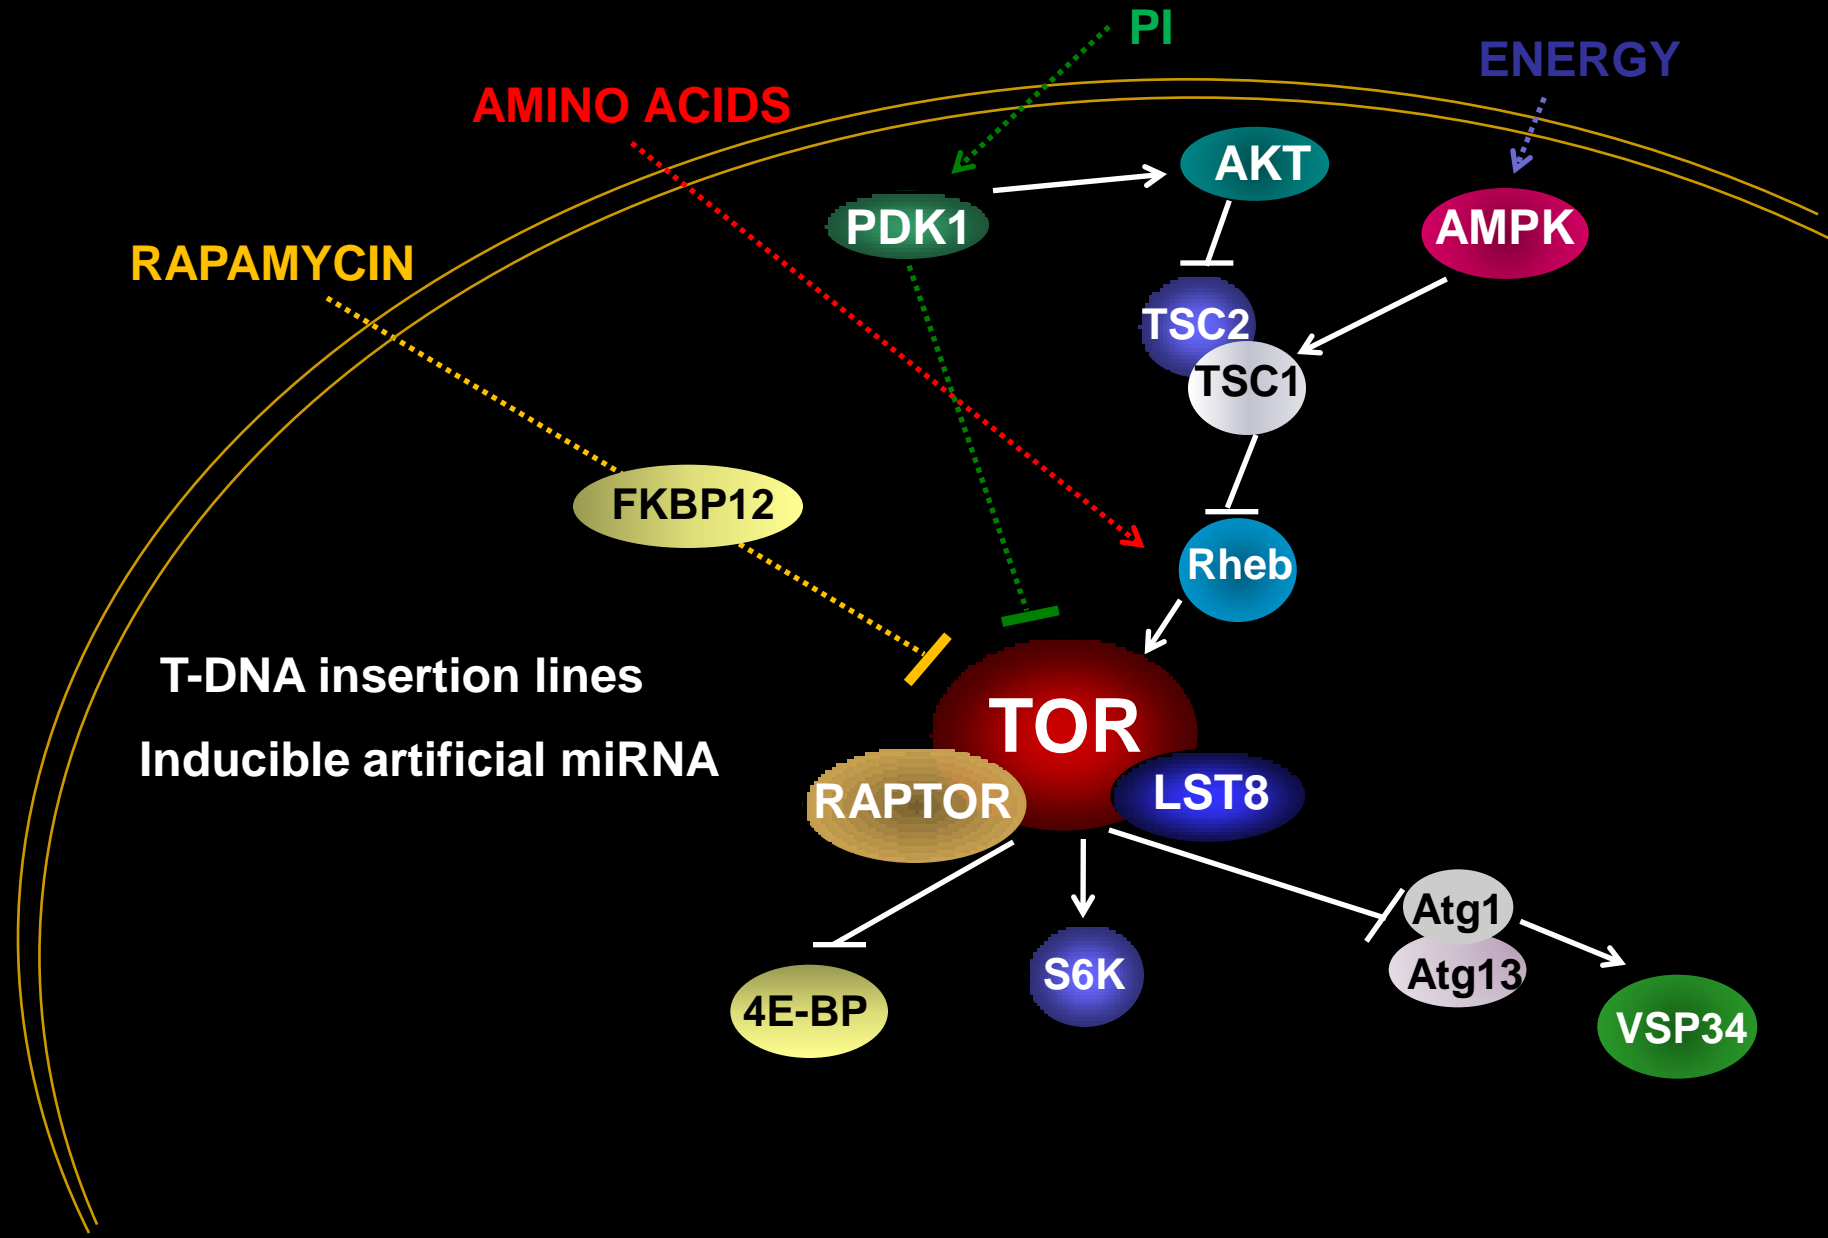 PI
ENERGY
AMINO ACIDS
AKT
PDK1
AMPK
RAPAMYCIN
TSC2
TSC1
FKBP12
Rheb
T-DNA insertion lines
TOR
Inducible artificial miRNA
RAPTOR
LST8
Atg1
S6K
Atg13
4E-BP
VSP34